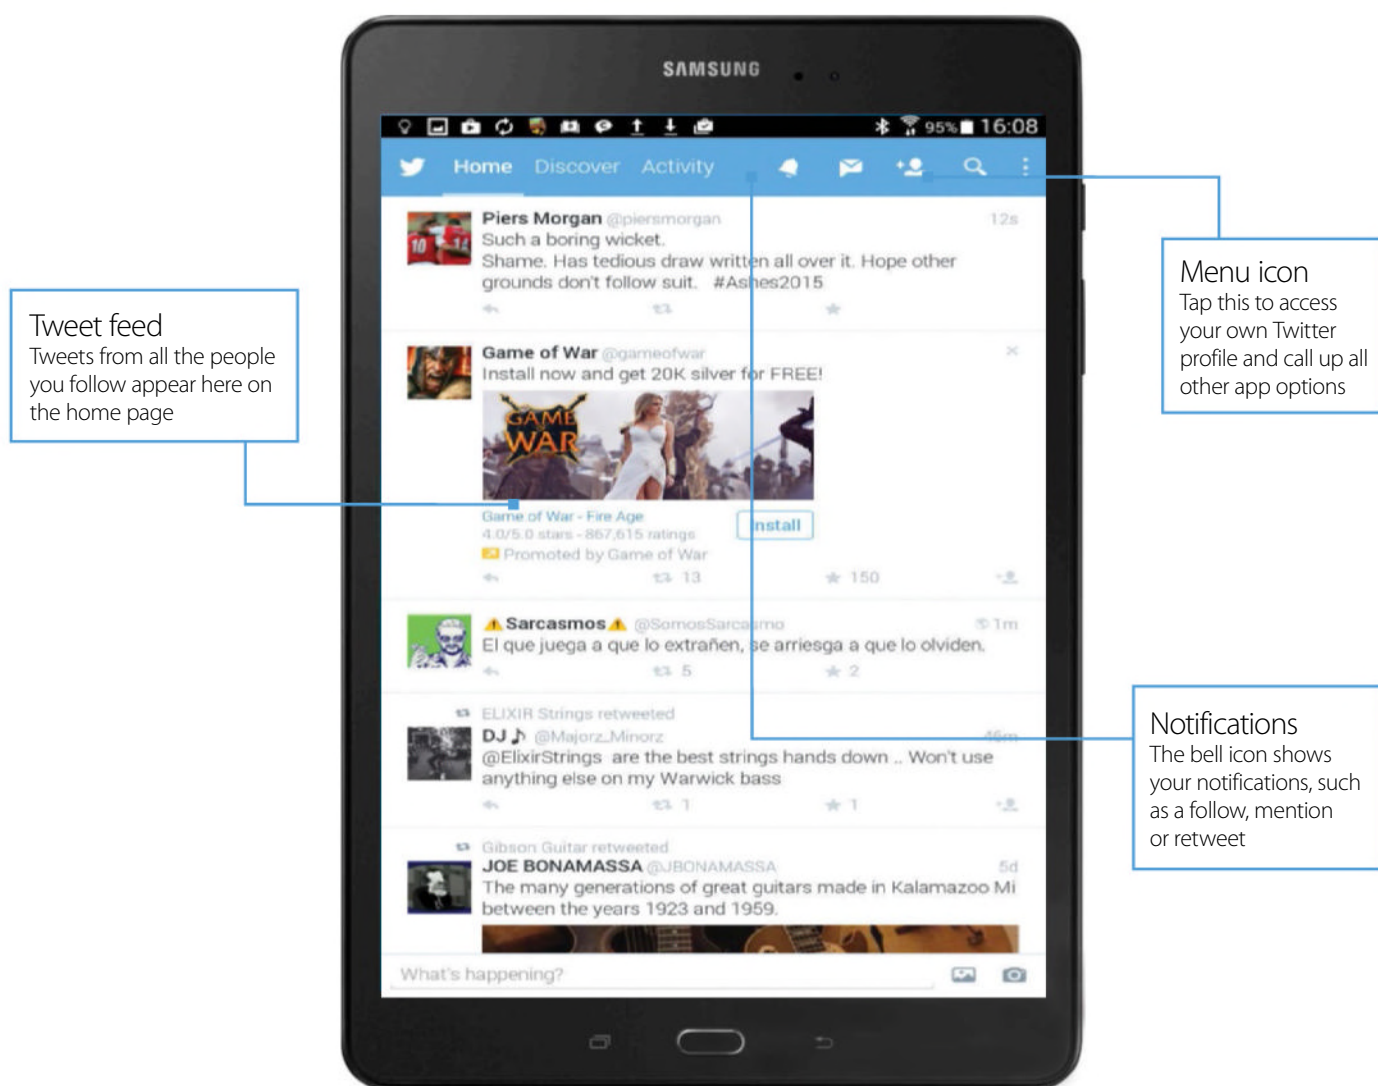 SAMSUNG
95% 16:08
Home Discover Activity
Piers Morgan @piersmorgan 12s
Such a boring wicket.
Shame. Has tedious draw written all over it. Hope other
grounds don't follow suit. #Ashes2015
10 14
Game of War @gameofwar
Install now and get 20K silver for FREE!
GAME
WAR
Game of War - Fire Age
4.0/5.0 stars - 867,615 ratings
Install
Promoted by Game of War
13 150
Sarcasmos @SomosSarcasmo 1m
El que juega a que lo extrañen, se arriesga a que lo olviden.
5 2
ELIXIR Strings retweeted
DJ @Majorz_Minorz 46m
@ElixirStrings are the best strings hands down .. Won't use
anything else on my Warwick bass
1 1
Gibson Guitar retweeted
JOE BONAMASSA @JBONAMASSA 5d
The many generations of great guitars made in Kalamazoo Mi
between the years 1923 and 1959.
What's happening?
Tweet feed
Tweets from all the people
you follow appear here on
the home page
Menu icon
Tap this to access
your own Twitter
profile and call up all
other app options
Notifications
The bell icon shows
your notifications, such
as a follow, mention
or retweet